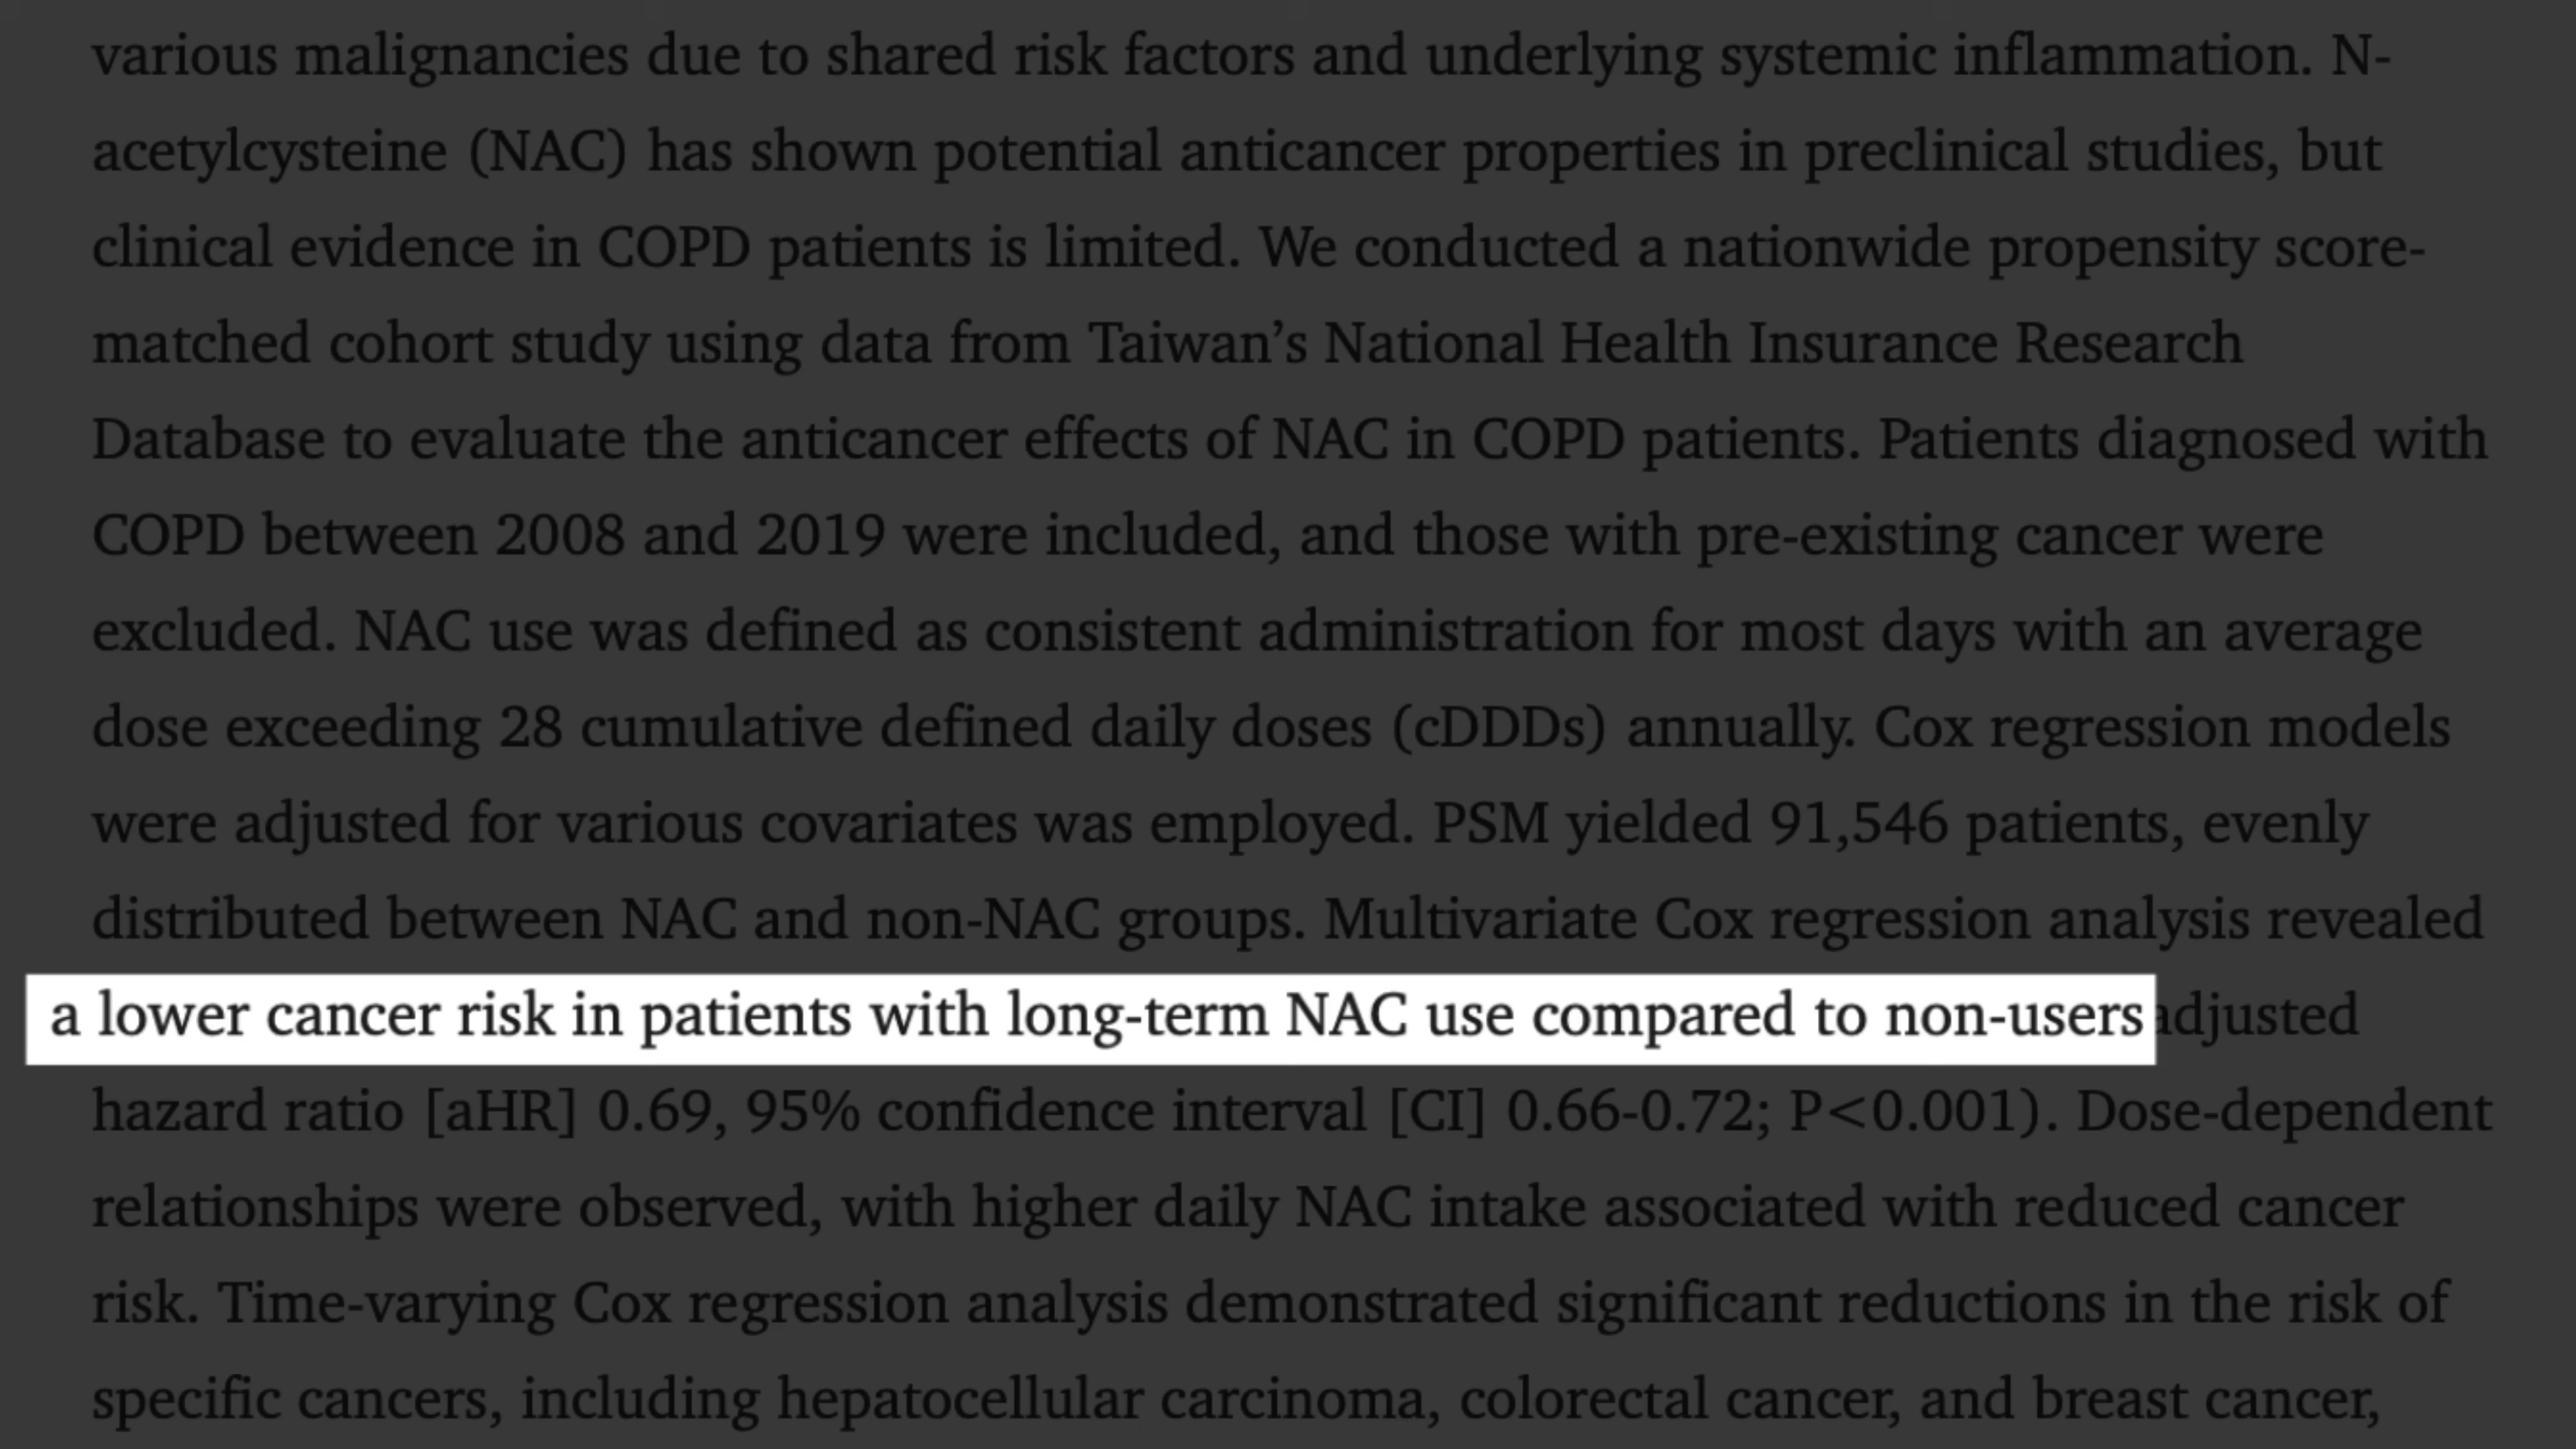 various malignancies due to shared risk factors and underlying systemic inflammation. N-
acetylcysteine (NAC) has shown potential anticancer properties in preclinical studies, but
clinical evidence in COPD patients is limited. We conducted a nationwide propensity score-
matched cohort study using data from Taiwan’s National Health Insurance Research
Database to evaluate the anticancer effects of NAC in COPD patients. Patients diagnosed with
COPD between 2008 and 2019 were included, and those with pre-existing cancer were
excluded. NAC use was defined as consistent administration for most days with an average
dose exceeding 28 cumulative defined daily doses (cDDDs) annually. Cox regression models
were adjusted for various covariates was employed. PSM yielded 91,546 patients, evenly
distributed between NAC and non-NAC groups. Multivariate Cox regression analysis revealed
a lower cancer risk in patients with long-term NAC use compared to non-users adjusted
hazard ratio [aHR] 0.69, 95% confidence interval [CI] 0.66-0.72; P<0.001). Dose-dependent
relationships were observed, with higher daily NAC intake associated with reduced cancer
risk. Time-varying Cox regression analysis demonstrated significant reductions in the risk of
specific cancers, including hepatocellular carcinoma, colorectal cancer, and breast cancer,